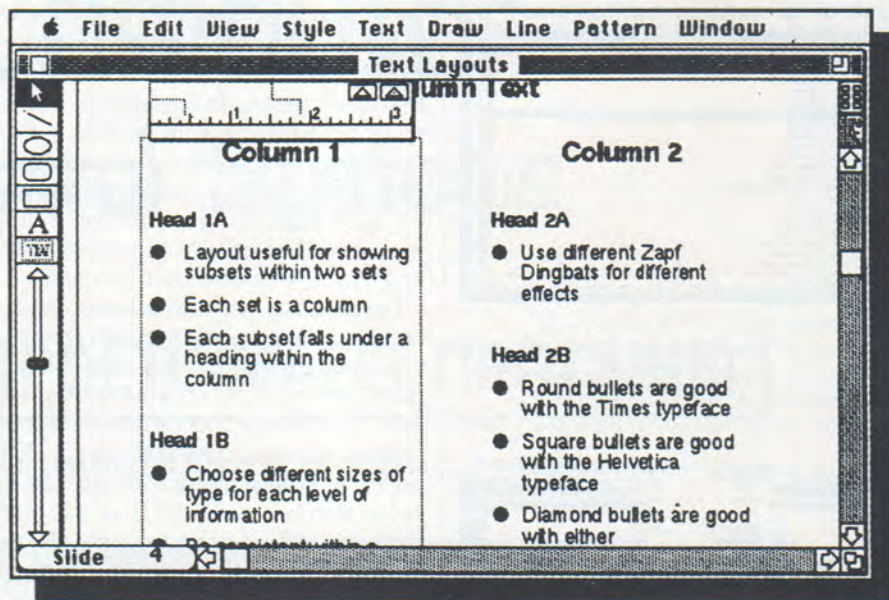 File Edit View Style Text Draw Line Pattern Window
Text Layouts
Text
1 2 3
A
Column 1
Head 1A
● Layout useful for showing
subsets within two sets
● Each set is a column
● Each subset falls under a
heading within the
column
Head 1B
● Choose different sizes of
type for each level of
information
Column 2
Head 2A
● Use different Zapf
Dingbats for different
effects
Head 2B
● Round bullets are good
with the Times typeface
● Square bullets are good
with the Helvetica
typeface
● Diamond bullets are good
with either
Slide 4